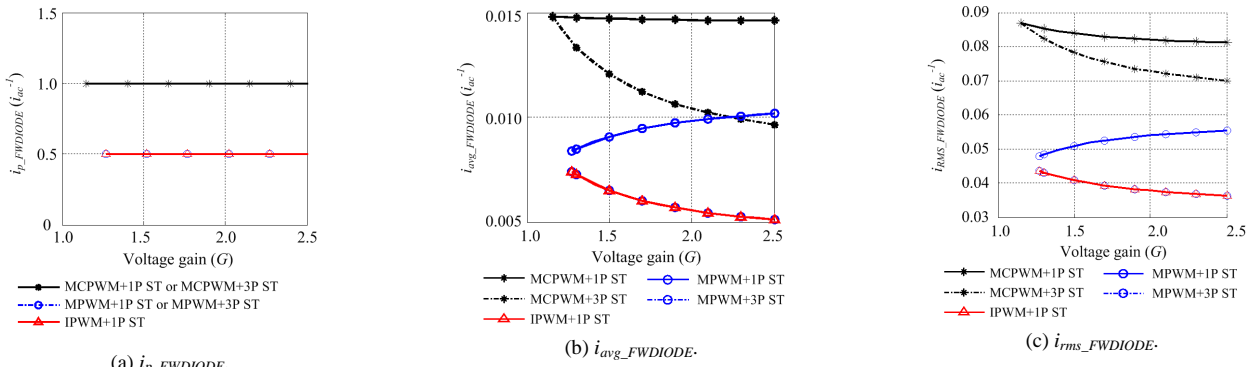 1.5
1.0
0.5
0
i_p_FWDIODE (i_ac^-1)
1.0 1.5 2.0 2.5
Voltage gain (G)
MCPWM+1P ST or MCPWM+3P ST
MPWM+1P ST or MPWM+3P ST
IPWM+1P ST
(a) i_p_FWDIODE
0.015
0.010
0.005
i_avg_FWDIODE (i_ac^-1)
1.0 1.5 2.0 2.5
Voltage gain (G)
MCPWM+1P ST MPWM+1P ST
MCPWM+3P ST MPWM+3P ST
IPWM+1P ST
(b) i_avg_FWDIODE.
0.09
0.08
0.07
0.06
0.05
0.04
0.03
i_RMS_FWDIODE (i_ac^-1)
1.0 1.5 2.0 2.5
Voltage gain (G)
MCPWM+1P ST MPWM+1P ST
MCPWM+3P ST MPWM+3P ST
IPWM+1P ST
(c) i_rms_FWDIODE.